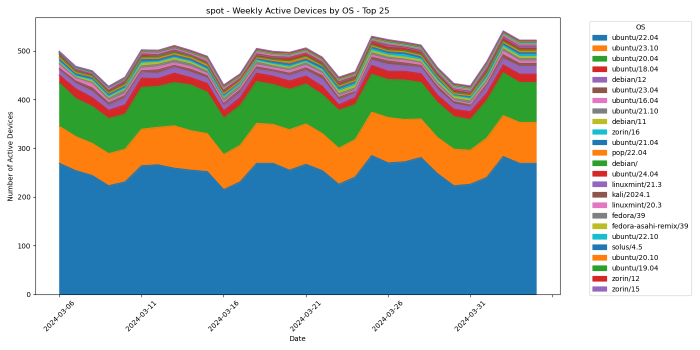 spot - Weekly Active Devices by OS - Top 25
Number of Active Devices
500
400
300
200
100
0
2024-03-06
2024-03-11
2024-03-16
2024-03-21
2024-03-26
2024-03-31
Date
OS
ubuntu/22.04
ubuntu/23.10
ubuntu/20.04
ubuntu/18.04
debian/12
ubuntu/23.04
ubuntu/16.04
ubuntu/21.10
debian/11
zorin/16
ubuntu/21.04
pop/22.04
debian/
ubuntu/24.04
linuxmint/21.3
kali/2024.1
linuxmint/20.3
fedora/39
fedora-asahi-remix/39
ubuntu/22.10
solus/4.5
ubuntu/20.10
ubuntu/19.04
zorin/12
zorin/15